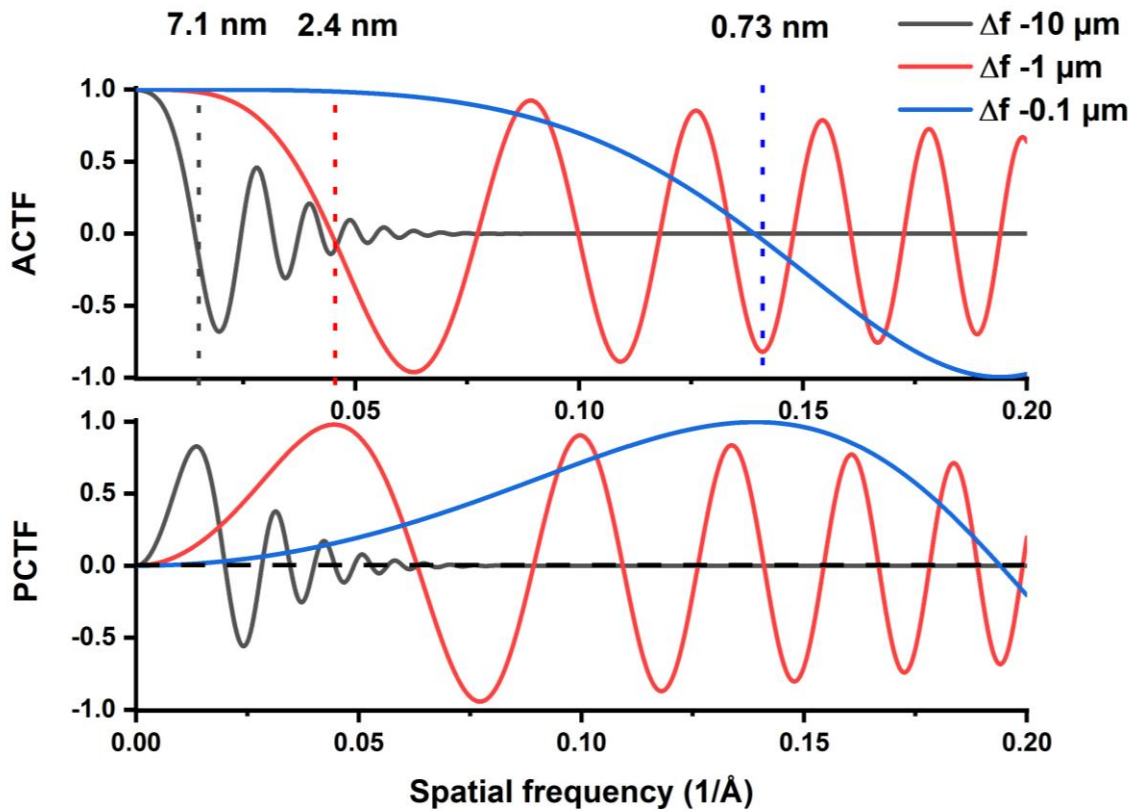 7.1 nm 2.4 nm 0.73 nm
Δf -10 µm
Δf -1 µm
Δf -0.1 µm
1.0
0.5
0.0
-0.5
-1.0
ACTF
0.05 0.10 0.15 0.20
1.0
0.5
0.0
-0.5
-1.0
PCTF
0.00 0.05 0.10 0.15 0.20
Spatial frequency (1/Å)